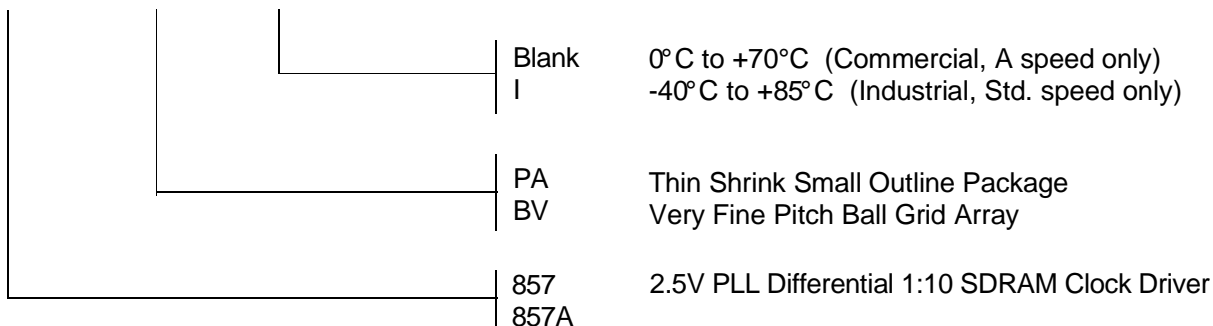 Blank 0°C to +70°C (Commercial, A speed only)
I -40°C to +85°C (Industrial, Std. speed only)
PA Thin Shrink Small Outline Package
BV Very Fine Pitch Ball Grid Array
857 2.5V PLL Differential 1:10 SDRAM Clock Driver
857A